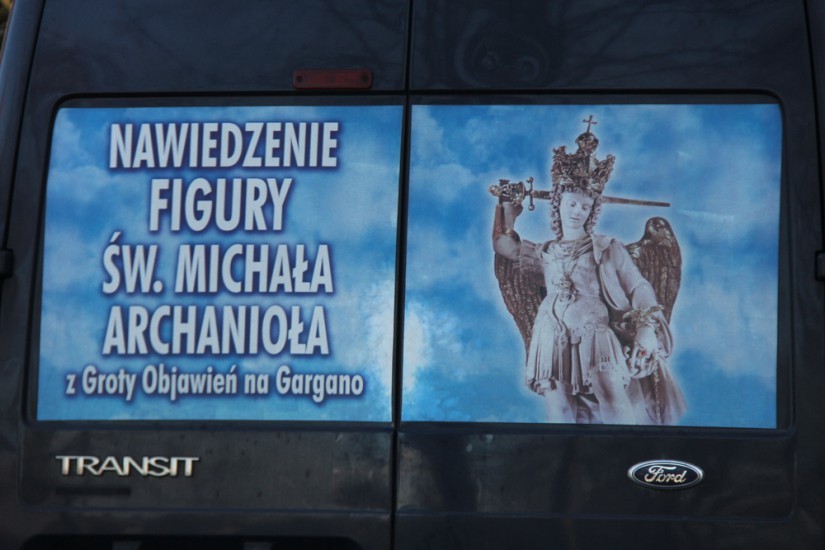 NAWIEDZENIE
FIGURY
ŚW. MICHAŁA
ARCHANIOŁA
z Groty Objawień na Gargano
TRANSIT
Ford